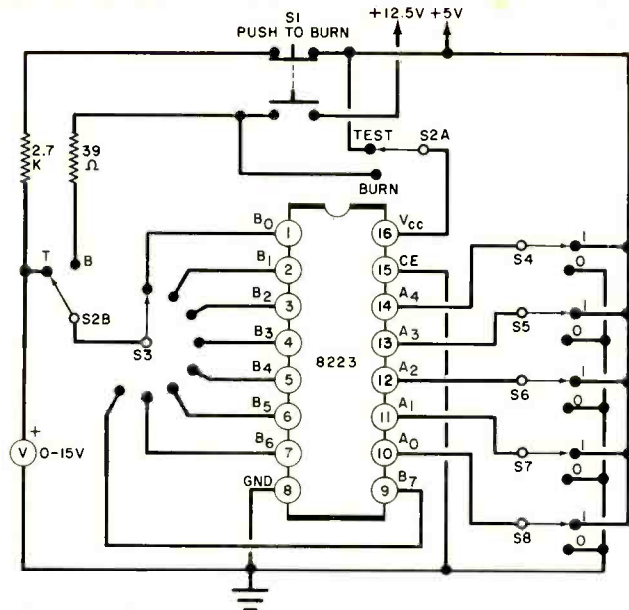 S1
PUSH TO BURN
+12.5V +5V
2.7
K
39
Ω
TEST
S2A
BURN
T
B
S2B
S3
B0
B1
B2
B3
B4
B5
B6
GND
1
2
3
4
5
6
7
8
8223
VCC
CE
A4
A3
A2
A1
A0
B7
16
15
14
13
12
11
10
9
S4
1
0
S5
1
0
S6
1
0
S7
1
0
S8
1
0
+
V
0-15V